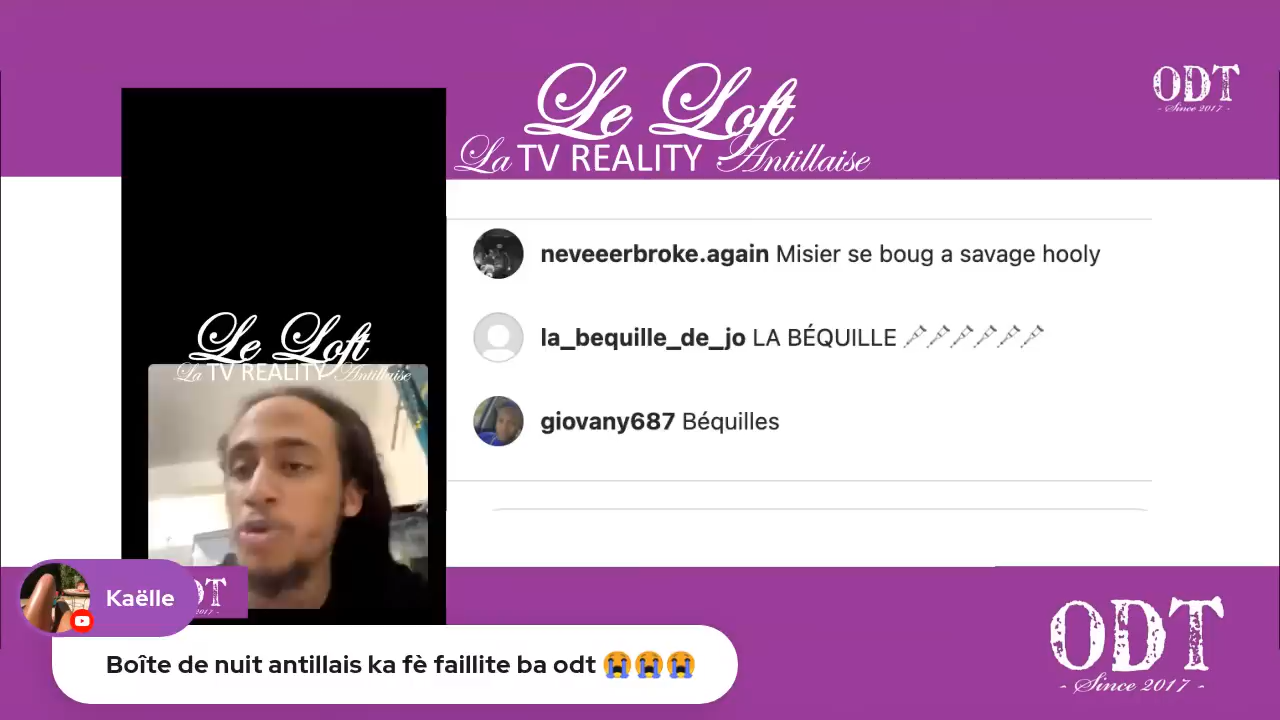 Le Loft
La TV REALITY Antillaise
ODT
- Since 2017 -
neveeerbroke.again Misier se boug a savage hooly
la_bequille_de_jo LA BÉQUILLE 🩼🩼🩼🩼🩼🩼
giovany687 Béquilles
Le Loft
La TV REALITY Antillaise
DT
2017 -
Kaëlle
Boîte de nuit antillais ka fè faillite ba odt 😭😭😭
ODT
- Since 2017 -